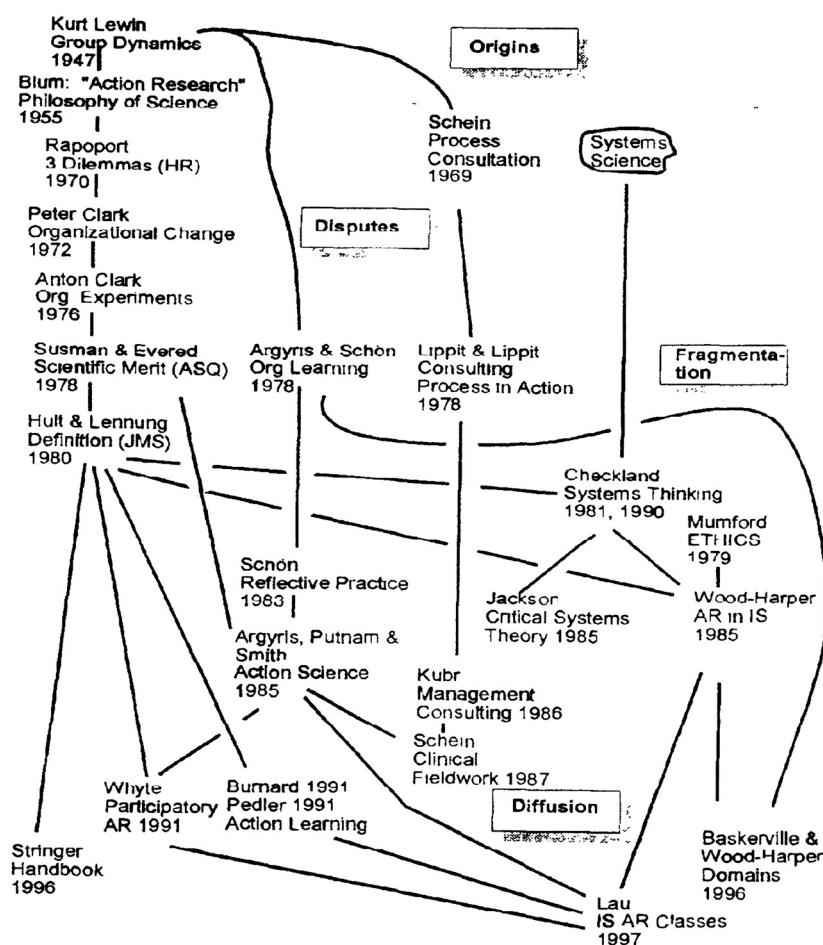 Kurt Lewin
Group Dynamics
1947
Origins
Blum: "Action Research"
Philosophy of Science
1955
Schein
Process
Consultation
1969
Systems
Science
Rapoport
3 Dilemmas (HR)
1970
Peter Clark
Organizational Change
1972
Disputes
Anton Clark
Org Experiments
1976
Susman & Evered
Scientific Merit (ASQ)
1978
Argyris & Schön
Org Learning
1978
Lippit & Lippit
Consulting
Process in Action
1978
Fragmenta-
tion
Hult & Lennung
Definition (JMS)
1980
Checkland
Systems Thinking
1981, 1990
Mumford
ETHICS
1979
Schön
Reflective Practice
1983
Jackson
Critical Systems
Theory 1985
Wood-Harper
AR in IS
1985
Argyris, Putnam &
Smith
Action Science
1985
Kubr
Management
Consulting 1986
Schein
Clinical
Fieldwork 1987
Whyte
Participatory
AR 1991
Burnard 1991
Pedler 1991
Action Learning
Diffusion
Stringer
Handbook
1996
Baskerville &
Wood-Harper
Domains
1996
Lau
IS AR Classes
1997